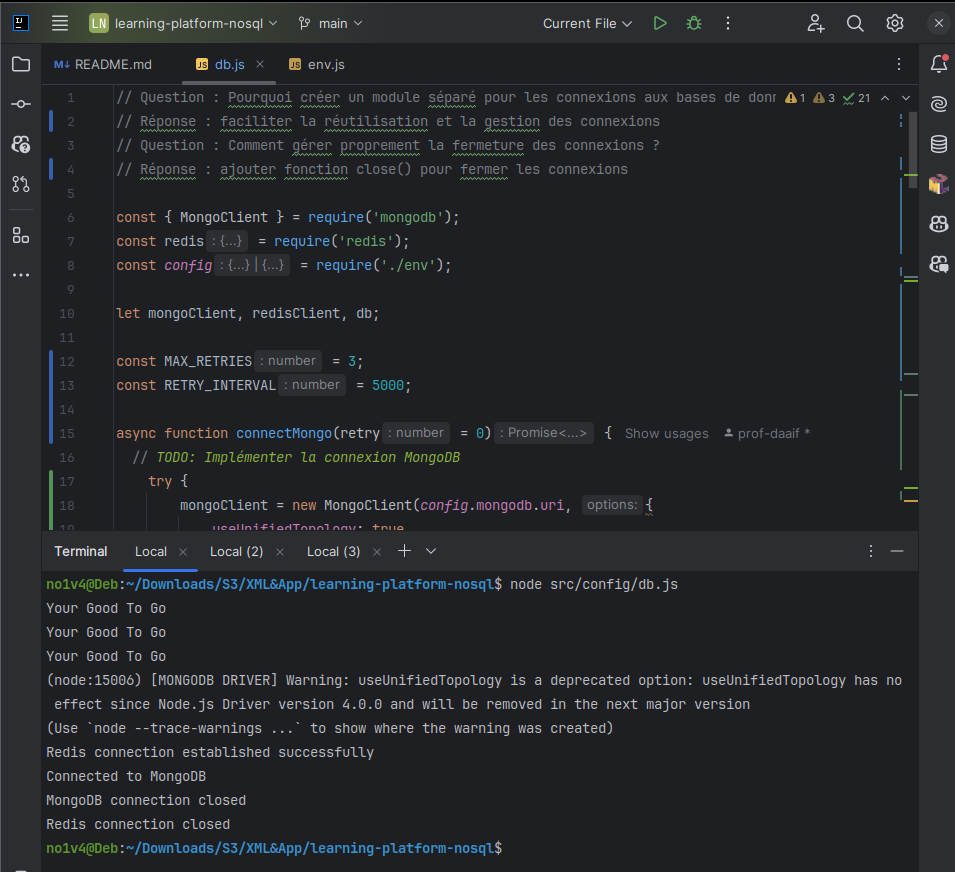 IJ
LN learning-platform-nosql main Current File
README.md db.js env.js
1 // Question : Pourquoi créer un module séparé pour les connexions aux bases de donn 1 3 21
2 // Réponse : faciliter la réutilisation et la gestion des connexions
3 // Question : Comment gérer proprement la fermeture des connexions ?
4 // Réponse : ajouter fonction close() pour fermer les connexions
5
6 const { MongoClient } = require('mongodb');
7 const redis : {...} = require('redis');
8 const config : {...} | {...} = require('./env');
9
10 let mongoClient, redisClient, db;
11
12 const MAX_RETRIES : number = 3;
13 const RETRY_INTERVAL : number = 5000;
14
15 async function connectMongo(retry : number = 0) : Promise<...> { Show usages prof-daaif *
16 // TODO: Implémenter la connexion MongoDB
17 try {
18 mongoClient = new MongoClient(config.mongodb.uri, options: {
19 useUnifiedTopology: true
Terminal Local Local (2) Local (3)
no1v4@Deb:~/Downloads/S3/XML&App/learning-platform-nosql$ node src/config/db.js
Your Good To Go
Your Good To Go
Your Good To Go
(node:15006) [MONGODB DRIVER] Warning: useUnifiedTopology is a deprecated option: useUnifiedTopology has no
effect since Node.js Driver version 4.0.0 and will be removed in the next major version
(Use `node --trace-warnings ...` to show where the warning was created)
Redis connection established successfully
Connected to MongoDB
MongoDB connection closed
Redis connection closed
no1v4@Deb:~/Downloads/S3/XML&App/learning-platform-nosql$